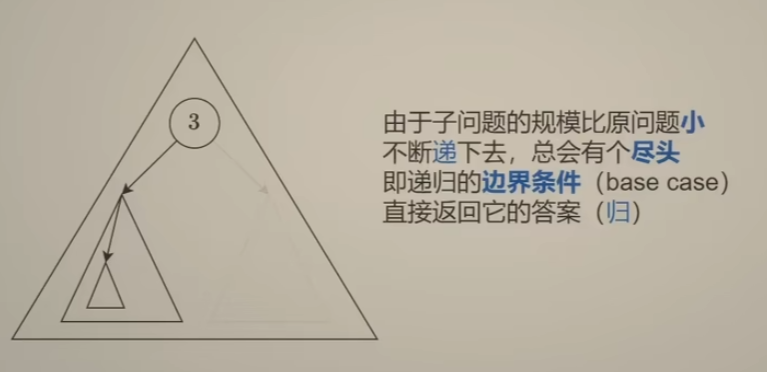 3
由于子问题的规模比原问题小
不断递下去，总会有个尽头
即递归的边界条件（base case）
直接返回它的答案（归）